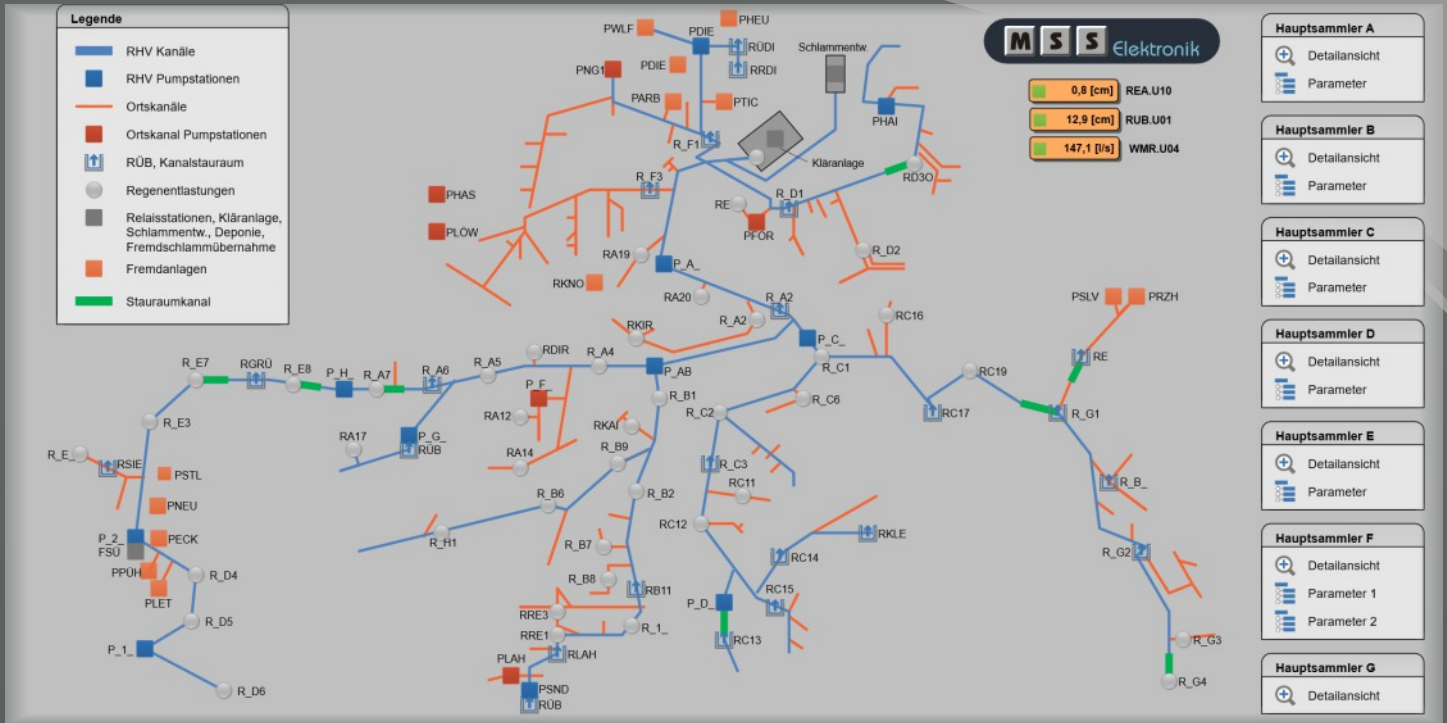 Legende
RHV Kanäle
RHV Pumpstationen
Ortskanäle
Ortskanal Pumpstationen
RÜB, Kanalstauraum
Regenentlastungen
Relaisstationen, Kläranlage,
Schlammentw., Deponie,
Fremdschlammübernahme
Fremdanlagen
Stauraumkanal
PHEU
PWLF
PDIE
RÜDI
PDIE
RRDI
PNG1
PARB
PTIC
R_F1
Schlammentw.
PHAI
Kläranlage
RD3O
R_F3
R_D1
RE
PFOR
R_D2
PHAS
PLÖW
RA19
P_A_
RKNO
RA20
R_A2
R_A2
RKIR
P_C_
R_C1
RC16
PSLV
PRZH
RE
RC19
RC17
R_G1
R_E7
RGRÜ
R_E8
P_H_
R_A7
R_A6
R_A5
RDIR
R_A4
P_AB
R_B1
P_F_
RA12
R_C2
R_C6
R_E3
RA17
P_G_
RÜB
RKAI
R_B9
RA14
R_E_
RSIE
PSTL
R_C3
R_B_
PNEU
R_B6
R_B2
RC11
P_2_
FSÜ
PECK
R_H1
RC12
RKLE
R_B7
RC14
R_G2
PPÜH
R_D4
PLET
R_B8
RB11
P_D_
RC15
RRE3
R_D5
RRE1
R_1_
RC13
R_G3
P_1_
PLAH
RLAH
R_D6
PSND
RÜB
R_G4
MSS Elektronik
0,8 [cm] REA.U10
12,9 [cm] RUB.U01
147,1 [l/s] WMR.U04
Hauptsammler A
Detailansicht
Parameter
Hauptsammler B
Detailansicht
Parameter
Hauptsammler C
Detailansicht
Parameter
Hauptsammler D
Detailansicht
Parameter
Hauptsammler E
Detailansicht
Parameter
Hauptsammler F
Detailansicht
Parameter 1
Parameter 2
Hauptsammler G
Detailansicht